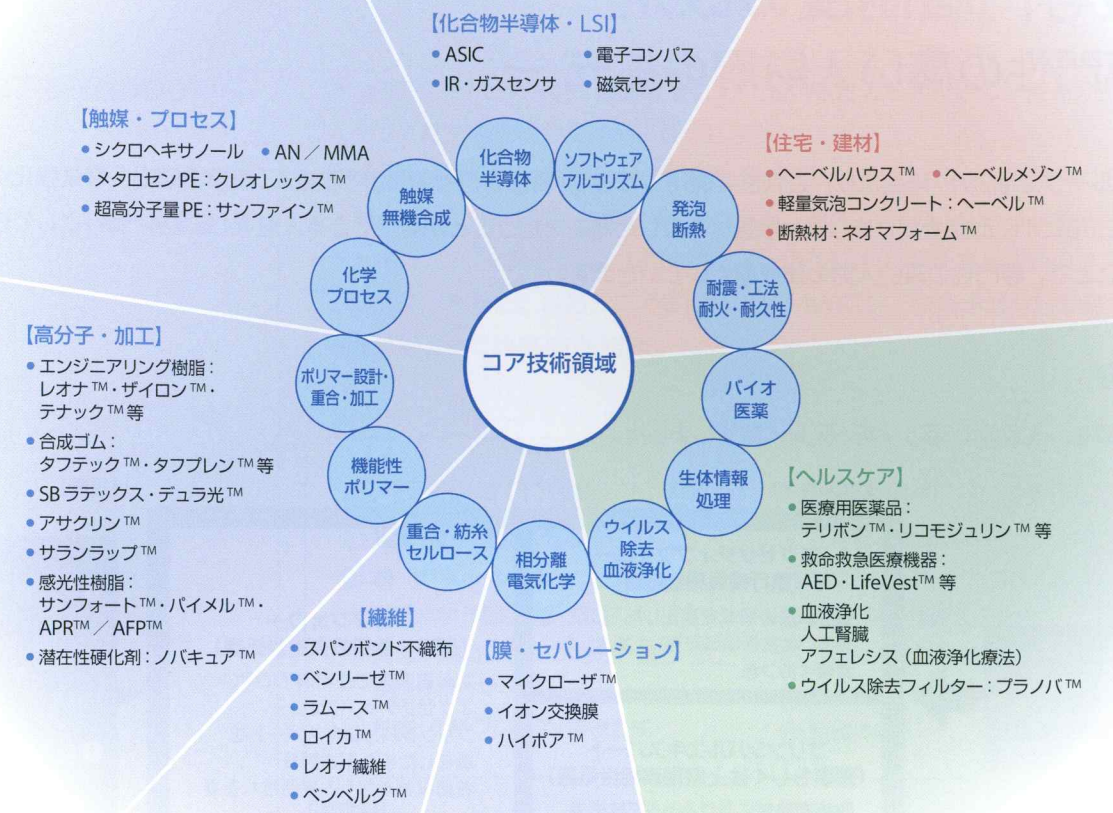 【化合物半導体・LSI】
• ASIC
• 電子コンパス
• IR・ガスセンサ
• 磁気センサ
【触媒・プロセス】
• シクロヘキサノール • AN／MMA
• メタロセンPE：クレオレックス™
• 超高分子量PE：サンファイン™
【住宅・建材】
• ヘーベルハウス™ • ヘーベルメゾン™
• 軽量気泡コンクリート：ヘーベル™
• 断熱材：ネオマフォーム™
化合物
半導体
ソフトウェア
アルゴリズム
発泡
断熱
耐震・工法
耐火・耐久性
バイオ
医薬
生体情報
処理
ウイルス
除去
血液浄化
相分離
電気化学
重合・紡糸
セルロース
機能性
ポリマー
ポリマー設計・
重合・加工
化学
プロセス
触媒
無機合成
コア技術領域
【高分子・加工】
• エンジニアリング樹脂：
レオナ™・ザイロン™・
テナック™等
• 合成ゴム：
タフテック™・タフプレン™等
• SBラテックス・デュラ光™
• アサクリン™
• サランラップ™
• 感光性樹脂：
サンフォート™・パイメル™・
APR™／AFP™
• 潜在性硬化剤：ノバキュア™
【繊維】
• スパンボンド不織布
• ベンリーゼ™
• ラムース™
• ロイカ™
• レオナ繊維
• ベンベルグ™
【膜・セパレーション】
• マイクローザ™
• イオン交換膜
• ハイポア™
【ヘルスケア】
• 医療用医薬品：
テリボン™・リコモジュリン™ 等
• 救命救急医療機器：
AED・LifeVest™ 等
• 血液浄化
人工腎臓
アフェレシス（血液浄化療法）
• ウイルス除去フィルター：プラノバ™